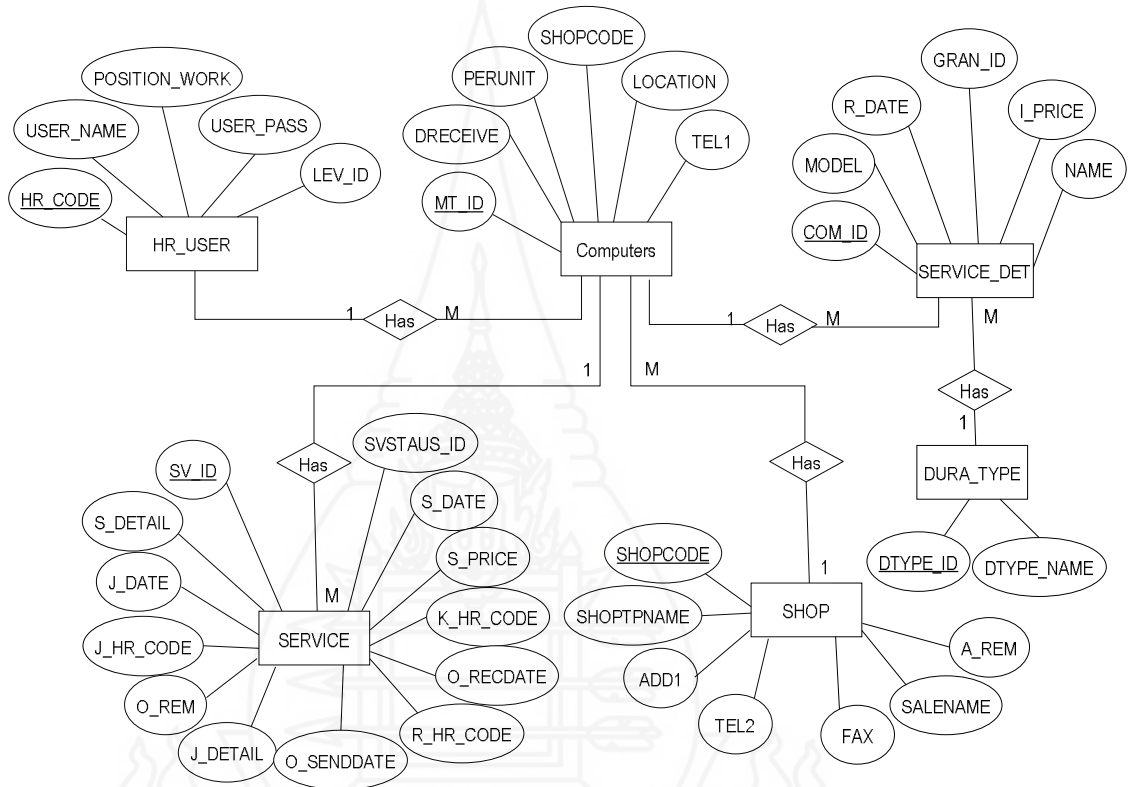 SHOPCODE
GRAN_ID
POSITION_WORK
PERUNIT
LOCATION
R_DATE
I_PRICE
USER_NAME
USER_PASS
DRECEIVE
TEL1
MODEL
NAME
HR_CODE
LEV_ID
MT_ID
COM_ID
HR_USER
Computers
SERVICE_DET
1
Has
M
1
Has
M
M
1
M
Has
1
SVSTAUS_ID
Has
Has
SV_ID
DURA_TYPE
S_DETAIL
S_DATE
J_DATE
S_PRICE
SHOPCODE
DTYPE_ID
DTYPE_NAME
M
K_HR_CODE
1
SERVICE
SHOPTPNAME
SHOP
J_HR_CODE
O_RECDATE
ADD1
A_REM
O_REM
R_HR_CODE
TEL2
FAX
SALENAME
J_DETAIL
O_SENDDATE